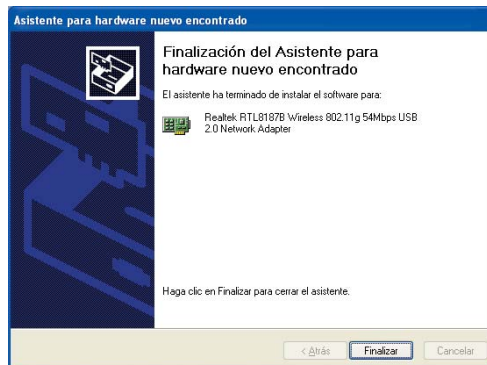 Asistente para hardware nuevo encontrado
Finalización del Asistente para
hardware nuevo encontrado
El asistente ha terminado de instalar el software para:
Realtek RTL8187B Wireless 802.11g 54Mbps USB
2.0 Network Adapter
Haga clic en Finalizar para cerrar el asistente.
< Atrás Finalizar Cancelar